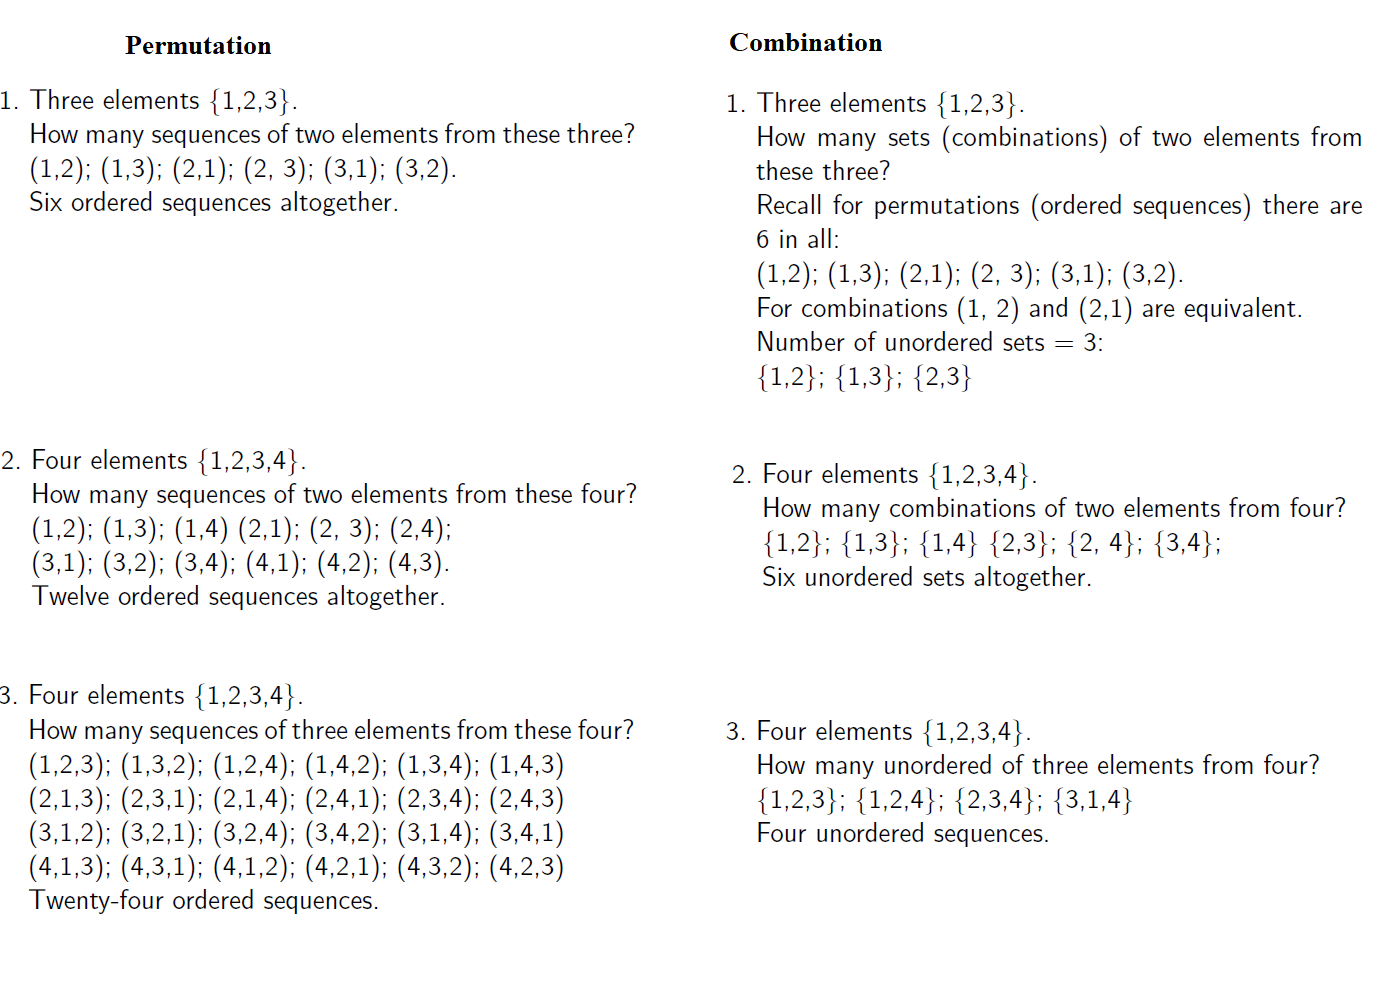 Permutation
1. Three elements {1,2,3}.
How many sequences of two elements from these three?
(1,2); (1,3); (2,1); (2, 3); (3,1); (3,2).
Six ordered sequences altogether.
2. Four elements {1,2,3,4}.
How many sequences of two elements from these four?
(1,2); (1,3); (1,4) (2,1); (2, 3); (2,4);
(3,1); (3,2); (3,4); (4,1); (4,2); (4,3).
Twelve ordered sequences altogether.
3. Four elements {1,2,3,4}.
How many sequences of three elements from these four?
(1,2,3); (1,3,2); (1,2,4); (1,4,2); (1,3,4); (1,4,3)
(2,1,3); (2,3,1); (2,1,4); (2,4,1); (2,3,4); (2,4,3)
(3,1,2); (3,2,1); (3,2,4); (3,4,2); (3,1,4); (3,4,1)
(4,1,3); (4,3,1); (4,1,2); (4,2,1); (4,3,2); (4,2,3)
Twenty-four ordered sequences.
Combination
1. Three elements {1,2,3}.
How many sets (combinations) of two elements from
these three?
Recall for permutations (ordered sequences) there are
6 in all:
(1,2); (1,3); (2,1); (2, 3); (3,1); (3,2).
For combinations (1, 2) and (2,1) are equivalent.
Number of unordered sets = 3:
{1,2}; {1,3}; {2,3}
2. Four elements {1,2,3,4}.
How many combinations of two elements from four?
{1,2}; {1,3}; {1,4} {2,3}; {2, 4}; {3,4};
Six unordered sets altogether.
3. Four elements {1,2,3,4}.
How many unordered of three elements from four?
{1,2,3}; {1,2,4}; {2,3,4}; {3,1,4}
Four unordered sequences.